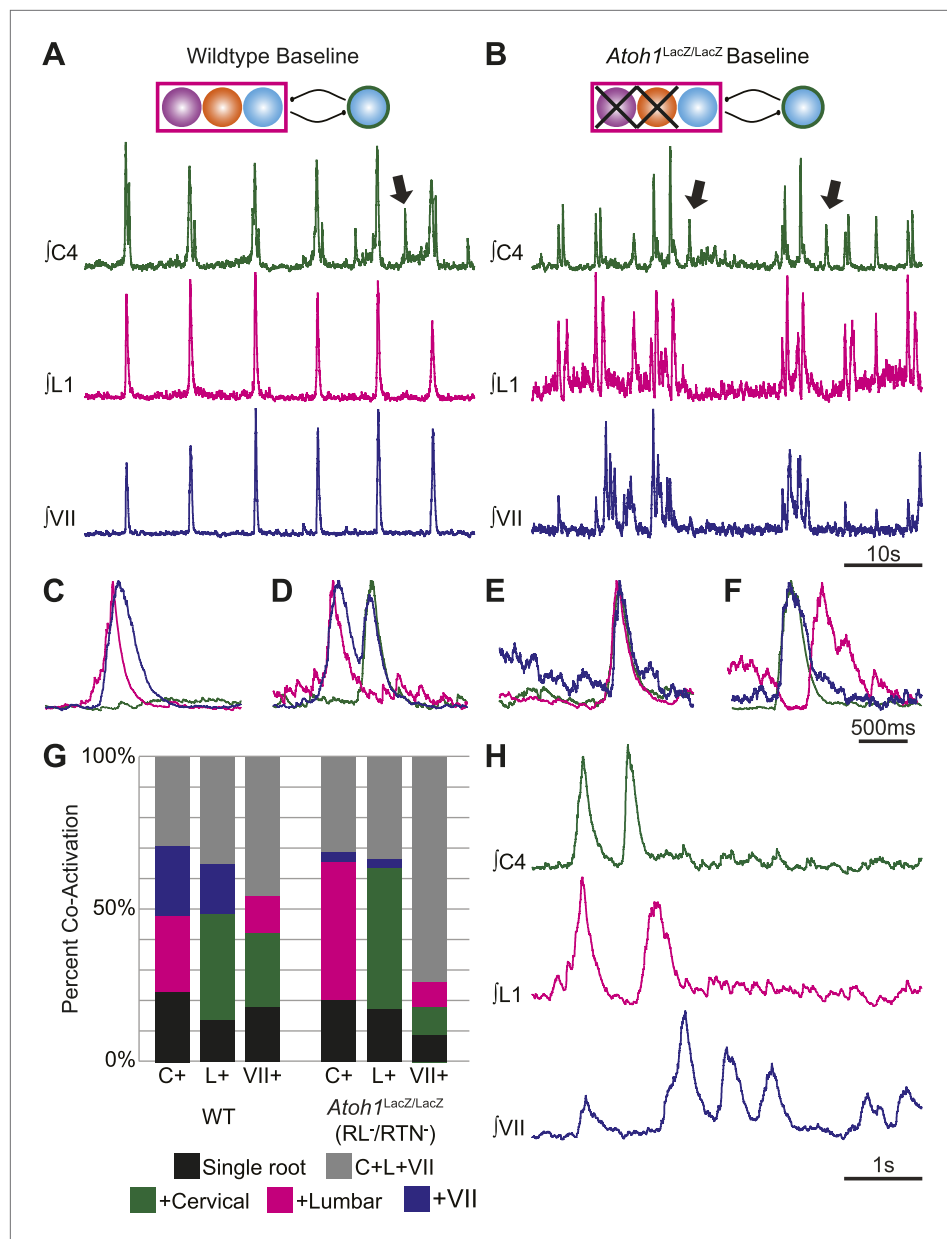 A
Wildtype Baseline
B
Atoh1LacZ/LacZ Baseline
∫C4
∫L1
∫VII
∫C4
∫L1
∫VII
10s
C
D
E
F
500ms
G
100%
50%
0%
Percent Co-Activation
C+ L+ VII+
C+ L+ VII+
WT
Atoh1LacZ/LacZ
(RL-/RTN-)
Single root
C+L+VII
+Cervical
+Lumbar
+VII
H
∫C4
∫L1
∫VII
1s